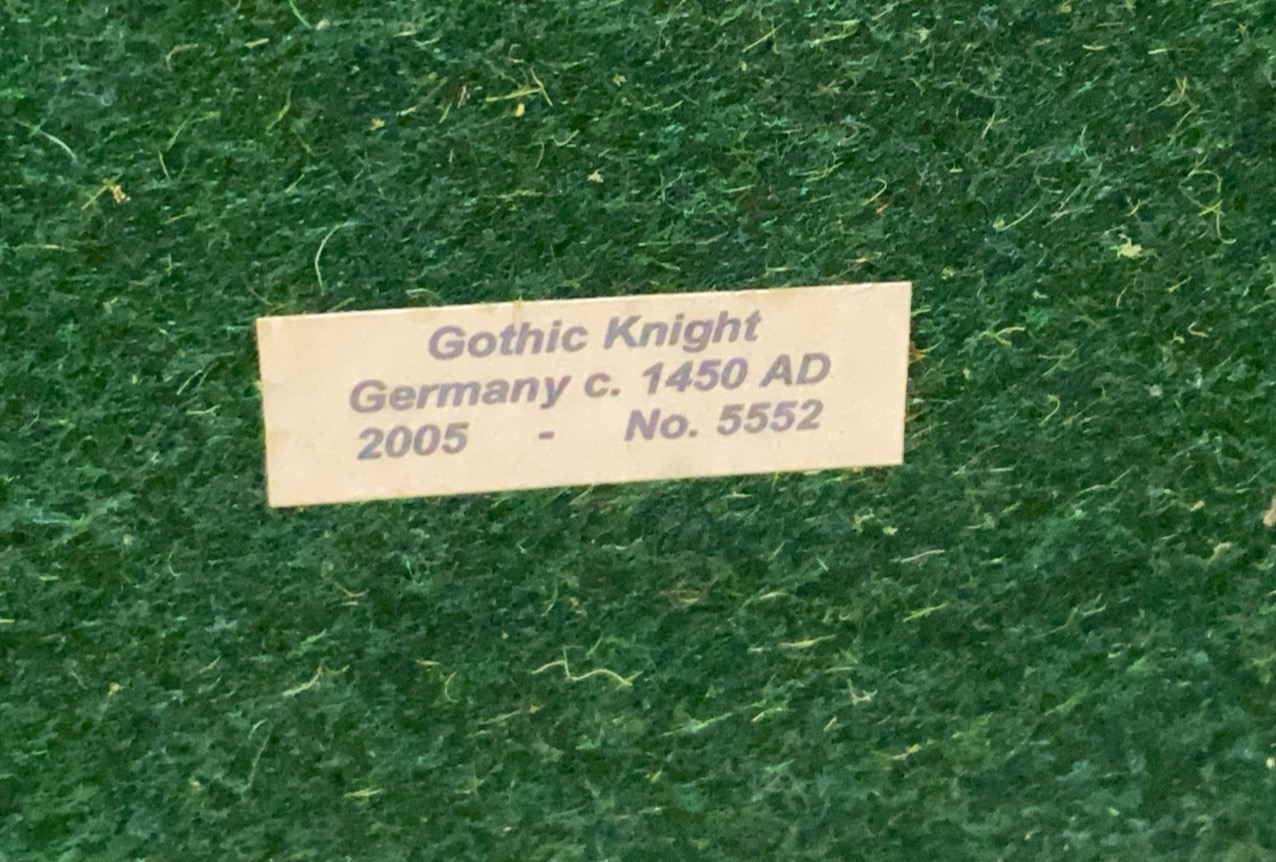 Gothic Knight
Germany c. 1450 AD
2005 - No. 5552